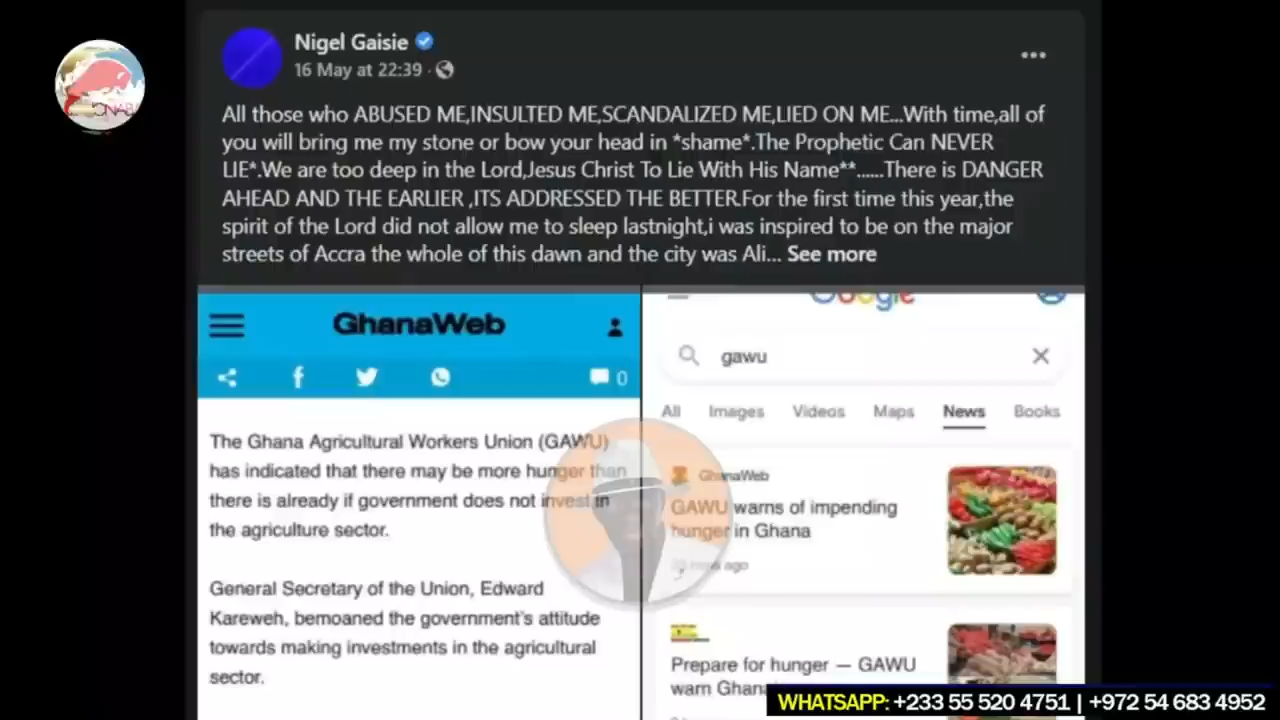 Nigel Gaisie
16 May at 22:39 ·
All those who ABUSED ME,INSULTED ME,SCANDALIZED ME,LIED ON ME...With time,all of
you will bring me my stone or bow your head in *shame*.The Prophetic Can NEVER
LIE*.We are too deep in the Lord,Jesus Christ To Lie With His Name**......There is DANGER
AHEAD AND THE EARLIER ,ITS ADDRESSED THE BETTER.For the first time this year,the
spirit of the Lord did not allow me to sleep lastnight,i was inspired to be on the major
streets of Accra the whole of this dawn and the city was Ali... See more
GhanaWeb
0
The Ghana Agricultural Workers Union (GAWU)
has indicated that there may be more hunger than
there is already if government does not invest in
the agriculture sector.
General Secretary of the Union, Edward
Kareweh, bemoaned the government's attitude
towards making investments in the agricultural
sector.
Google
gawu
All Images Videos Maps News Books
GhanaWeb
GAWU warns of impending
hunger in Ghana
ago
Prepare for hunger — GAWU
warn
WHATSAPP: +233 55 520 4751 | +972 54 683 4952